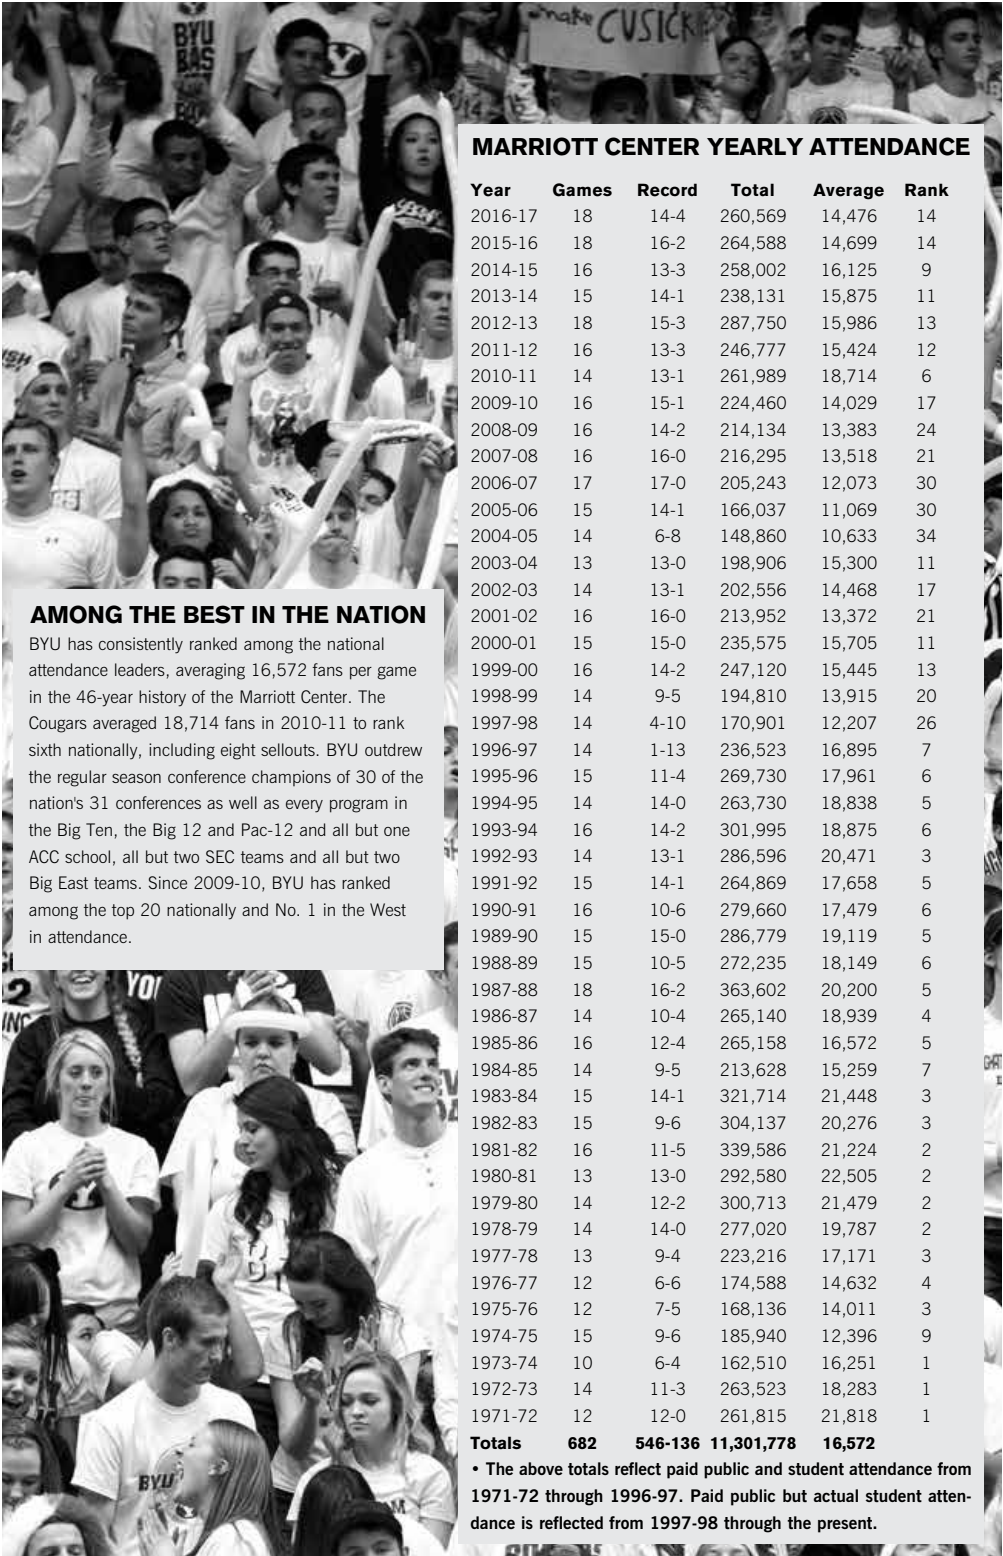 BYU
BAS
make CUSICK
MARRIOTT CENTER YEARLY ATTENDANCE
Year Games Record Total Average Rank
2016-17 18 14-4 260,569 14,476 14
2015-16 18 16-2 264,588 14,699 14
2014-15 16 13-3 258,002 16,125 9
2013-14 15 14-1 238,131 15,875 11
2012-13 18 15-3 287,750 15,986 13
2011-12 16 13-3 246,777 15,424 12
2010-11 14 13-1 261,989 18,714 6
2009-10 16 15-1 224,460 14,029 17
2008-09 16 14-2 214,134 13,383 24
2007-08 16 16-0 216,295 13,518 21
2006-07 17 17-0 205,243 12,073 30
2005-06 15 14-1 166,037 11,069 30
2004-05 14 6-8 148,860 10,633 34
2003-04 13 13-0 198,906 15,300 11
2002-03 14 13-1 202,556 14,468 17
2001-02 16 16-0 213,952 13,372 21
2000-01 15 15-0 235,575 15,705 11
1999-00 16 14-2 247,120 15,445 13
1998-99 14 9-5 194,810 13,915 20
1997-98 14 4-10 170,901 12,207 26
1996-97 14 1-13 236,523 16,895 7
1995-96 15 11-4 269,730 17,961 6
1994-95 14 14-0 263,730 18,838 5
1993-94 16 14-2 301,995 18,875 6
1992-93 14 13-1 286,596 20,471 3
1991-92 15 14-1 264,869 17,658 5
1990-91 16 10-6 279,660 17,479 6
1989-90 15 15-0 286,779 19,119 5
1988-89 15 10-5 272,235 18,149 6
1987-88 18 16-2 363,602 20,200 5
1986-87 14 10-4 265,140 18,939 4
1985-86 16 12-4 265,158 16,572 5
1984-85 14 9-5 213,628 15,259 7
1983-84 15 14-1 321,714 21,448 3
1982-83 15 9-6 304,137 20,276 3
1981-82 16 11-5 339,586 21,224 2
1980-81 13 13-0 292,580 22,505 2
1979-80 14 12-2 300,713 21,479 2
1978-79 14 14-0 277,020 19,787 2
1977-78 13 9-4 223,216 17,171 3
1976-77 12 6-6 174,588 14,632 4
1975-76 12 7-5 168,136 14,011 3
1974-75 15 9-6 185,940 12,396 9
1973-74 10 6-4 162,510 16,251 1
1972-73 14 11-3 263,523 18,283 1
1971-72 12 12-0 261,815 21,818 1
Totals 682 546-136 11,301,778 16,572
• The above totals reflect paid public and student attendance from
1971-72 through 1996-97. Paid public but actual student atten-
dance is reflected from 1997-98 through the present.
AMONG THE BEST IN THE NATION
BYU has consistently ranked among the national
attendance leaders, averaging 16,572 fans per game
in the 46-year history of the Marriott Center. The
Cougars averaged 18,714 fans in 2010-11 to rank
sixth nationally, including eight sellouts. BYU outdrew
the regular season conference champions of 30 of the
nation's 31 conferences as well as every program in
the Big Ten, the Big 12 and Pac-12 and all but one
ACC school, all but two SEC teams and all but two
Big East teams. Since 2009-10, BYU has ranked
among the top 20 nationally and No. 1 in the West
in attendance.
YOU
BYU